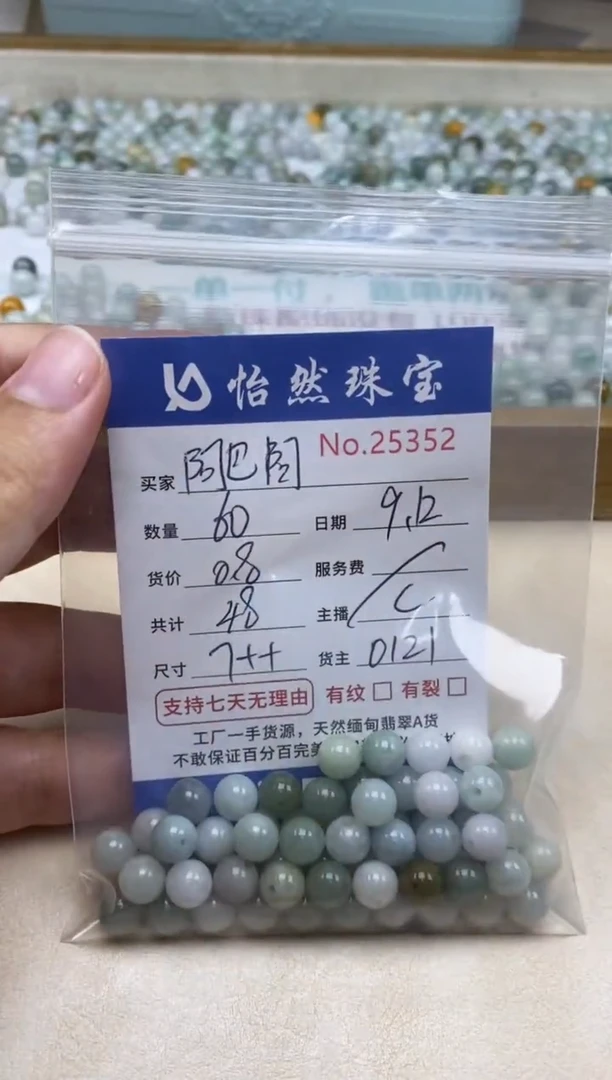 怡然珠宝
No.25352
买家 阿巴阁
数量 60 日期 9.12
货价 0.8 服务费
共计 48 主播
尺寸 7++ 货主 0121
支持七天无理由 有纹 □ 有裂 □
工厂一手货源，天然缅甸翡翠A货
不敢保证百分百完美